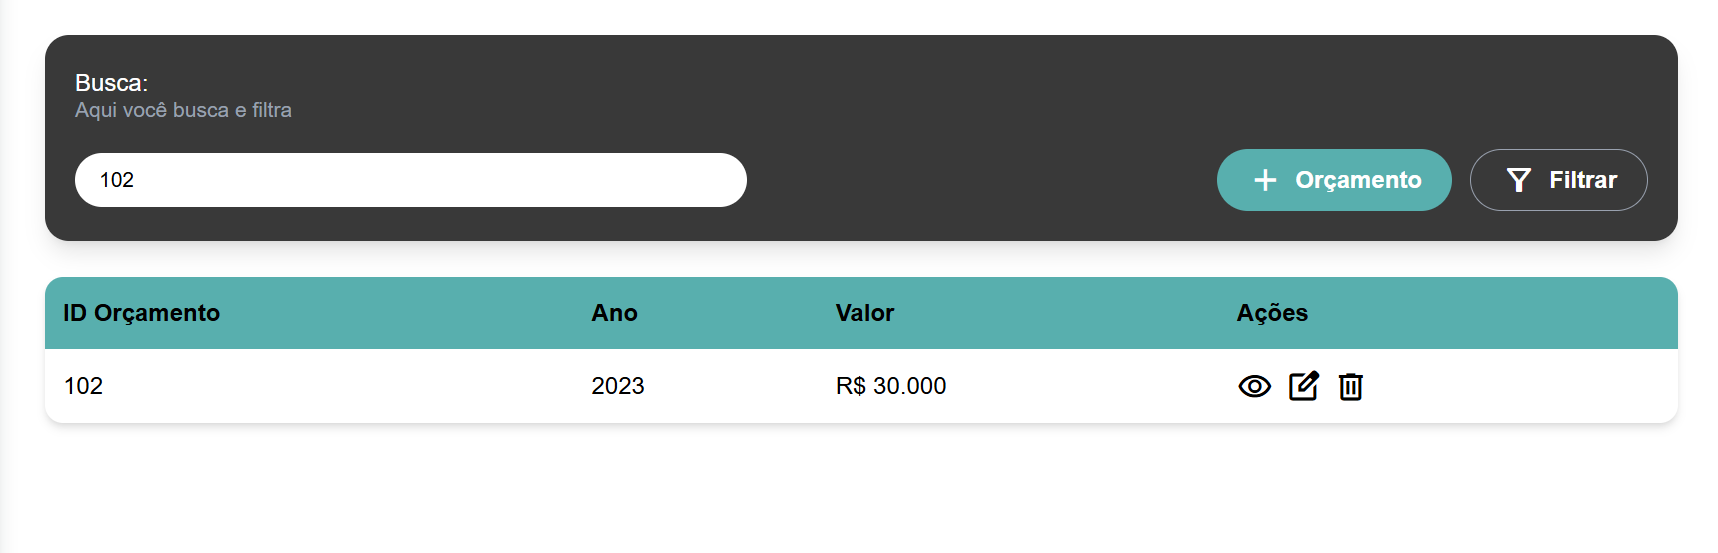 Busca:
Aqui você busca e filtra
102
Orçamento
Filtrar
ID Orçamento Ano Valor Ações
102 2023 R$ 30.000